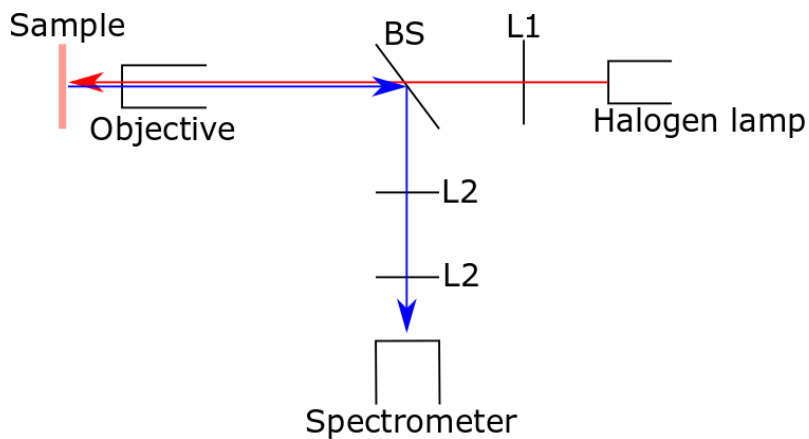 Sample
BS
L1
Objective
Halogen lamp
L2
L2
Spectrometer